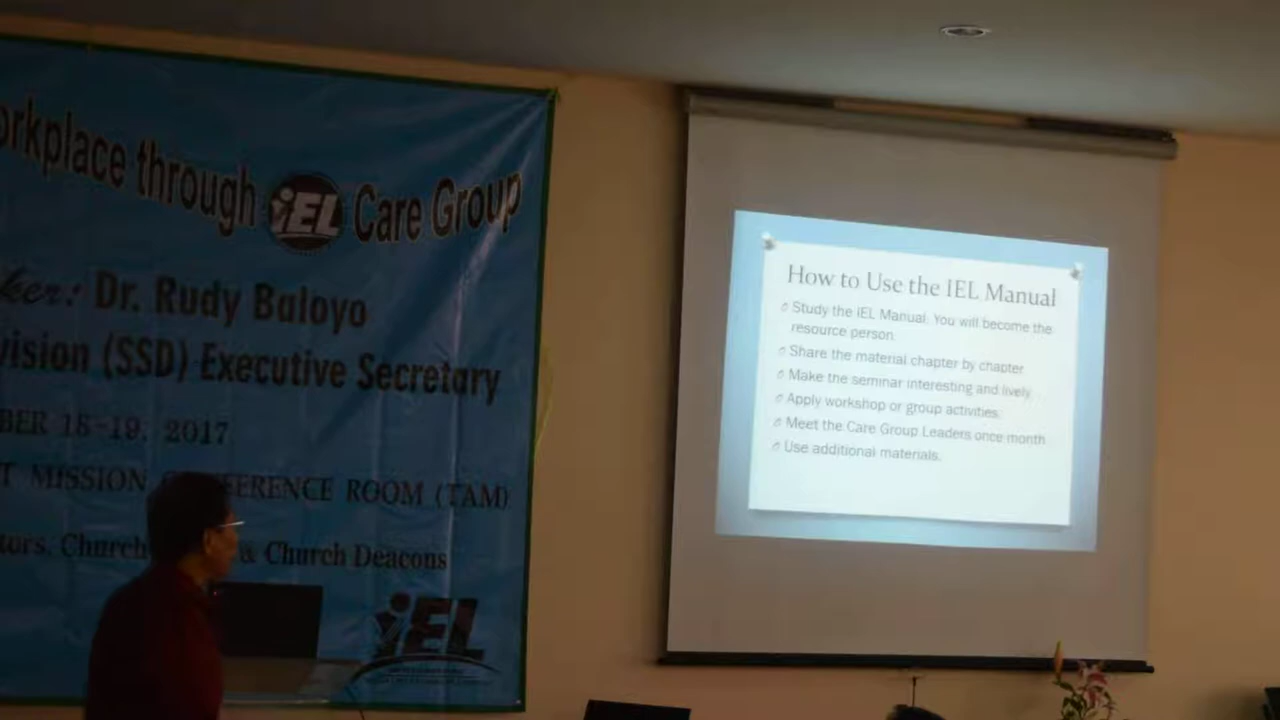 orkplace through iEL Care Group
ker: Dr. Rudy Baloyo
vision (SSD) Executive Secretary
BER 18-19, 2017
T MISSION FERENCE ROOM (TAM)
tors, Church & Church Deacons
iEL
How to Use the IEL Manual
Study the IEL Manual. You will become the
resource person.
Share the material chapter by chapter
Make the seminar interesting and lively.
Apply workshop or group activities.
Meet the Care Group Leaders once month.
Use additional materials.